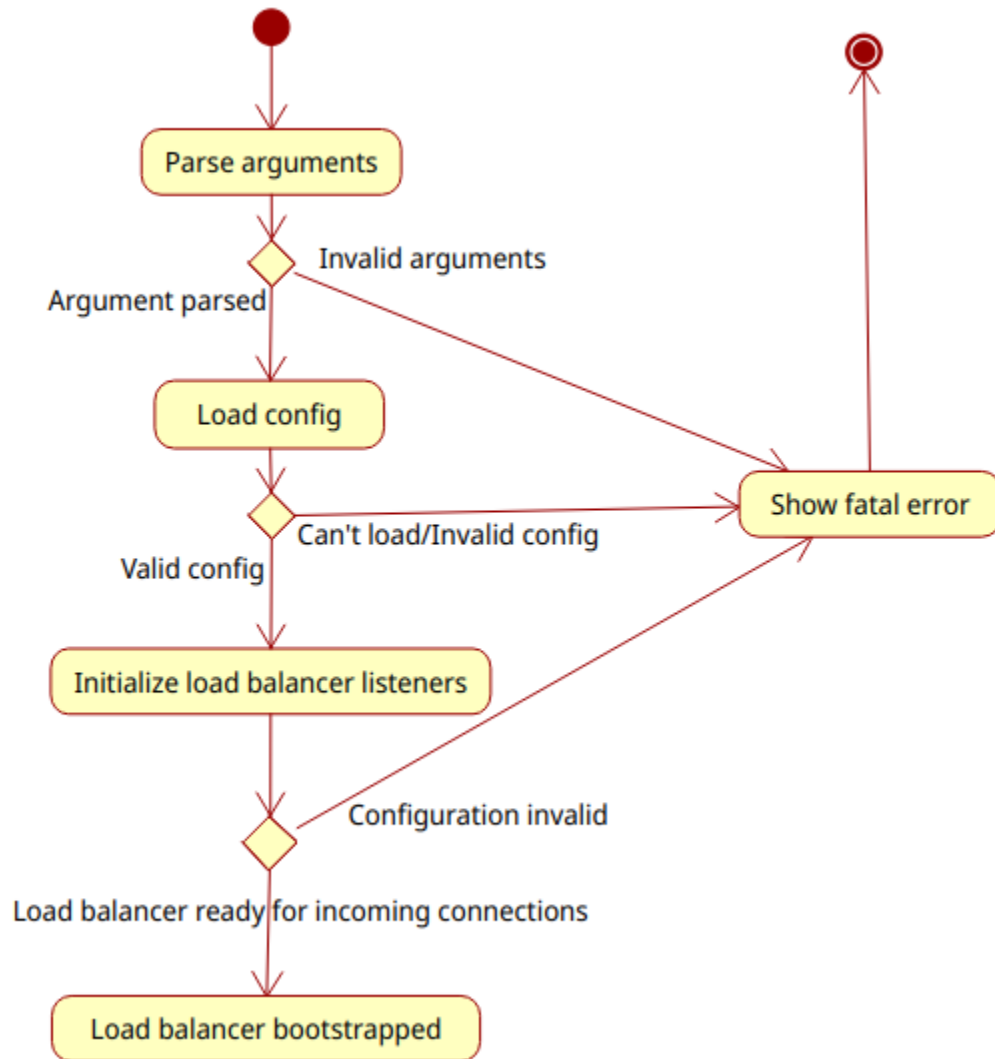 Parse arguments
Invalid arguments
Argument parsed
Load config
Show fatal error
Can't load/Invalid config
Valid config
Initialize load balancer listeners
Configuration invalid
Load balancer ready for incoming connections
Load balancer bootstrapped